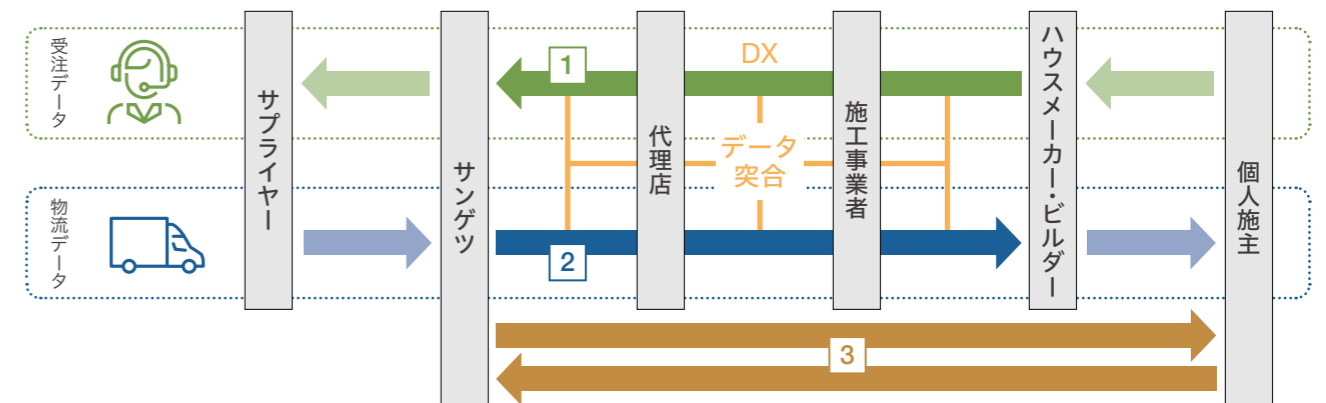 受注データ
物流データ
サプライヤー
サンゲツ
代理店
施工事業者
ハウスメーカー・ビルダー
個人施主
1
DX
データ
突合
2
3